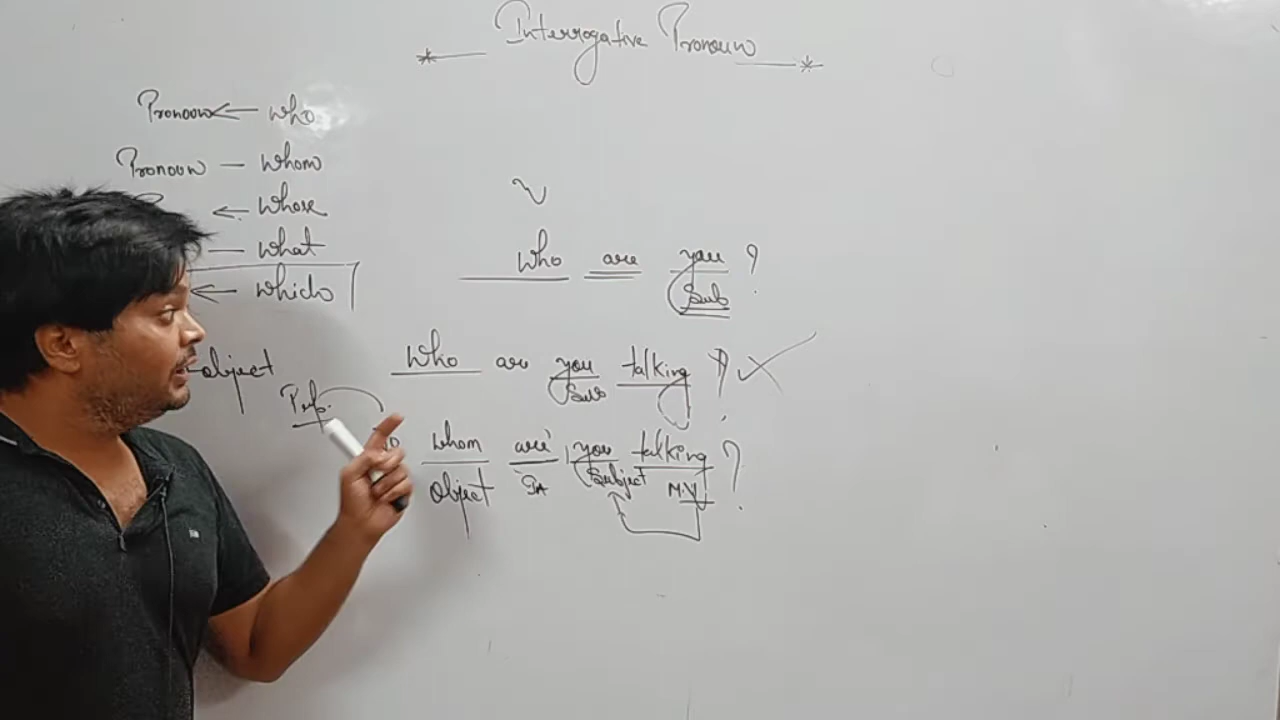 Interrogative Pronoun
Pronoun ← who
Pronoun — whom
← whose
— what
← which
who are you ?
Sub
who are you talking ?
Sub
object
Prep.
whom are you talking ?
object Subject M.V